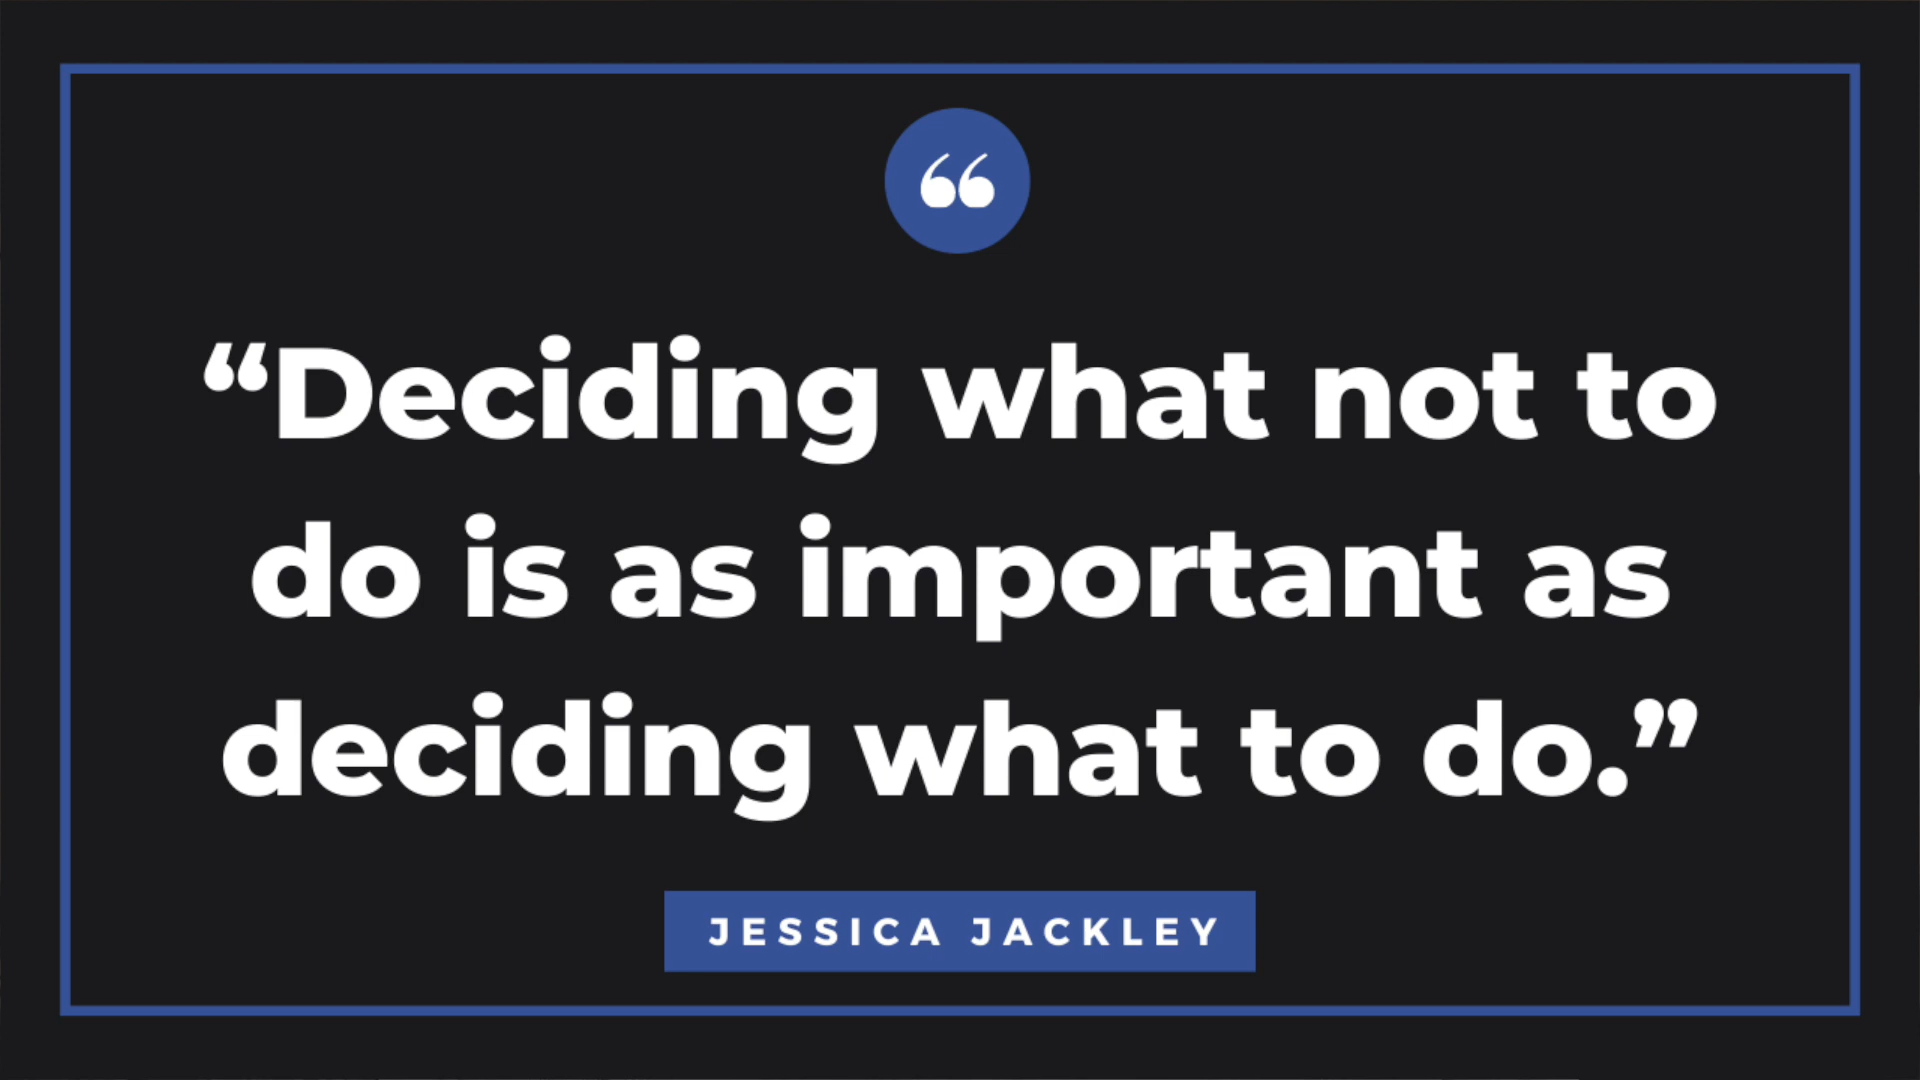 ❝
“Deciding what not to
do is as important as
deciding what to do.”
JESSICA JACKLEY